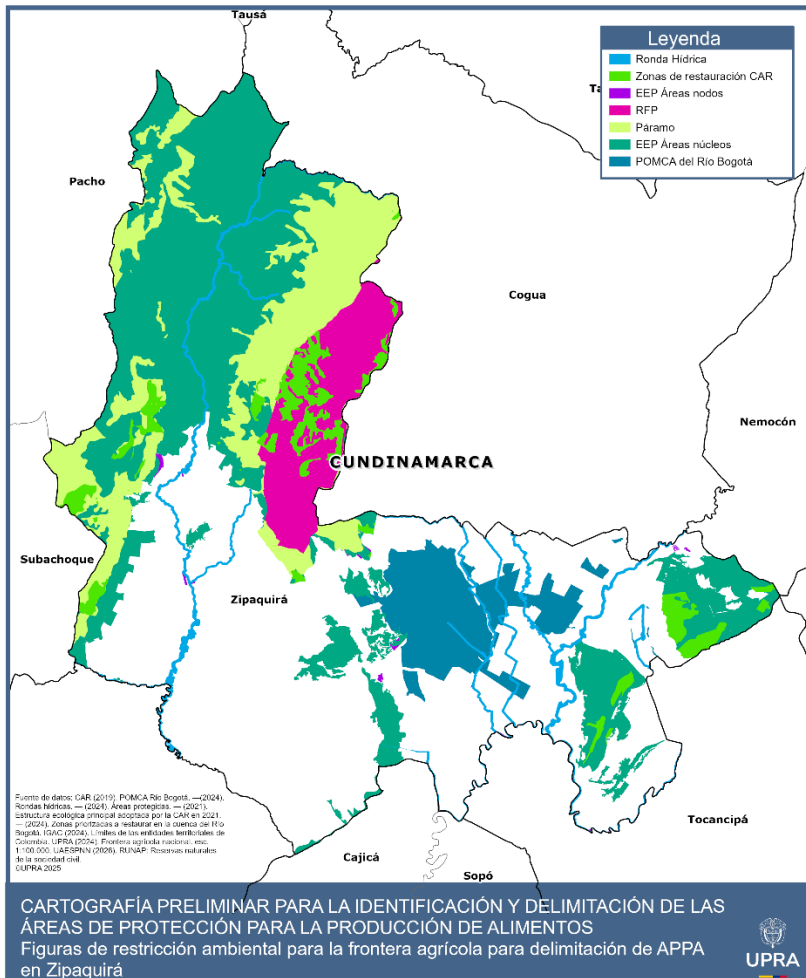 Tausá
Leyenda
Ronda Hídrica
Zonas de restauración CAR
EEP Áreas nodos
RFP
Páramo
EEP Áreas núcleos
POMCA del Río Bogotá
Ta
Pacho
Cogua
Nemocón
CUNDINAMARCA
Subachoque
Zipaquirá
Tocancipá
Cajicá
Sopó
Fuente de datos: CAR (2019). POMCA Río Bogotá. —(2024).
Rondas hídricas. — (2024). Áreas protegidas. — (2021).
Estructura ecológica principal adoptada por la CAR en 2021.
— (2024). Zonas priorizadas a restaurar en la cuenca del Río
Bogotá. IGAC (2024). Límites de las entidades territoriales de
Colombia. UPRA (2024). Frontera agrícola nacional, esc.
1:100.000. UAESPNN (2026). RUNAP: Reservas naturales
de la sociedad civil.
©UPRA 2025
CARTOGRAFÍA PRELIMINAR PARA LA IDENTIFICACIÓN Y DELIMITACIÓN DE LAS
ÁREAS DE PROTECCIÓN PARA LA PRODUCCIÓN DE ALIMENTOS
Figuras de restricción ambiental para la frontera agrícola para delimitación de APPA
en Zipaquirá
UPRA